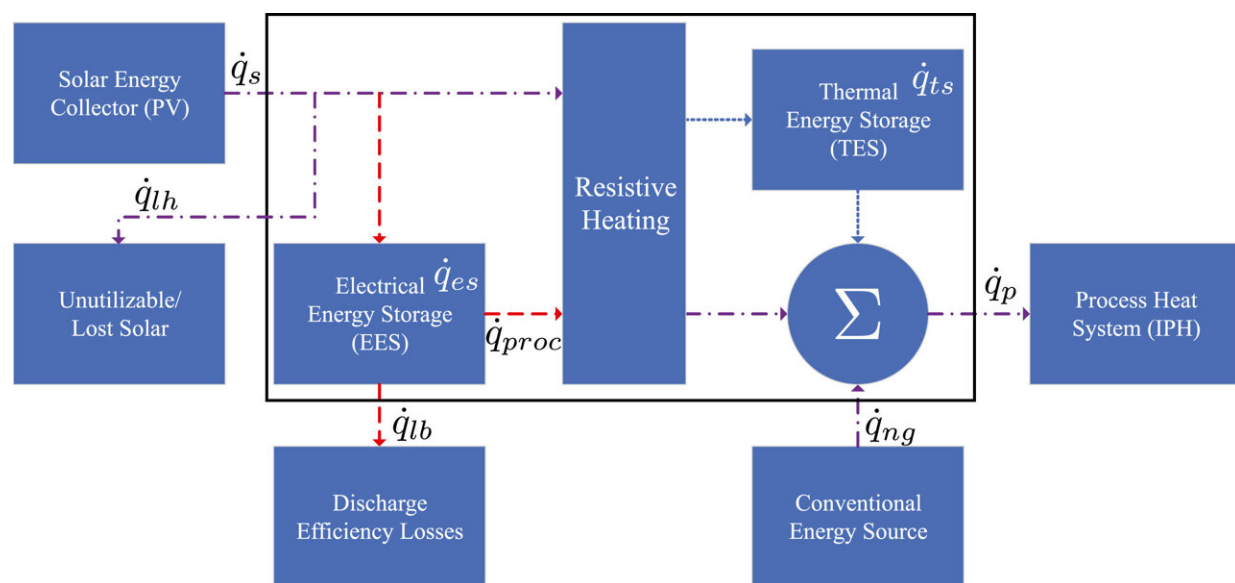 Solar Energy
Collector (PV)
q̇s
Thermal
Energy Storage
(TES)
q̇ts
q̇lh
Resistive
Heating
Unutilizable/
Lost Solar
Electrical
Energy Storage
(EES)
q̇es
q̇proc
Σ
q̇p
Process Heat
System (IPH)
q̇lb
q̇ng
Discharge
Efficiency Losses
Conventional
Energy Source